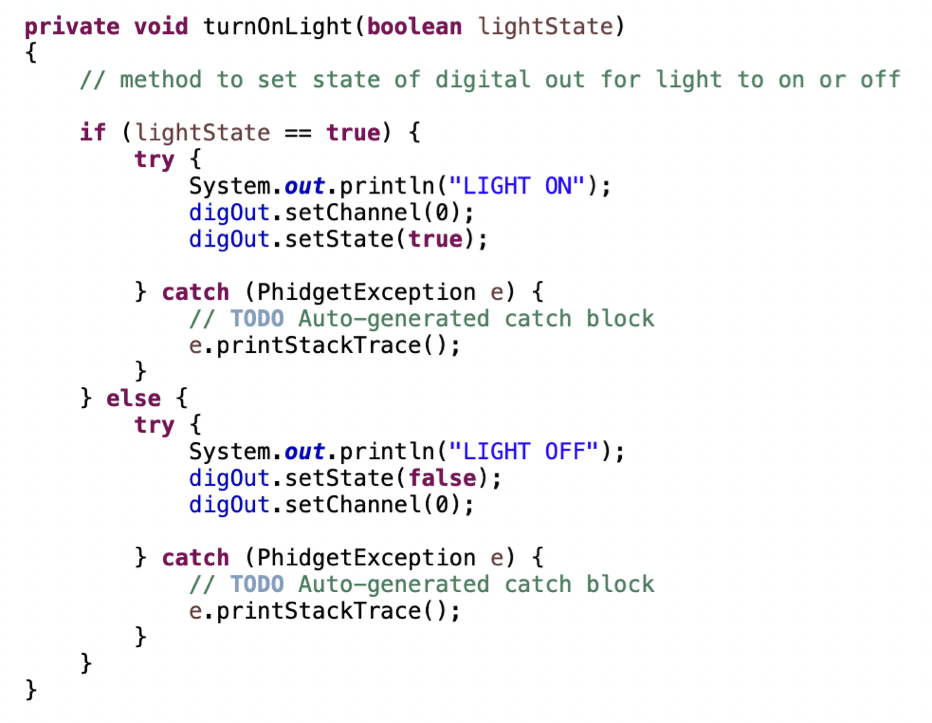 private void turnOnLight(boolean lightState)
{
    // method to set state of digital out for light to on or off

    if (lightState == true) {
        try {
            System.out.println("LIGHT ON");
            digOut.setChannel(0);
            digOut.setState(true);

        } catch (PhidgetException e) {
            // TODO Auto-generated catch block
            e.printStackTrace();
        }
    } else {
        try {
            System.out.println("LIGHT OFF");
            digOut.setState(false);
            digOut.setChannel(0);

        } catch (PhidgetException e) {
            // TODO Auto-generated catch block
            e.printStackTrace();
        }
    }
}